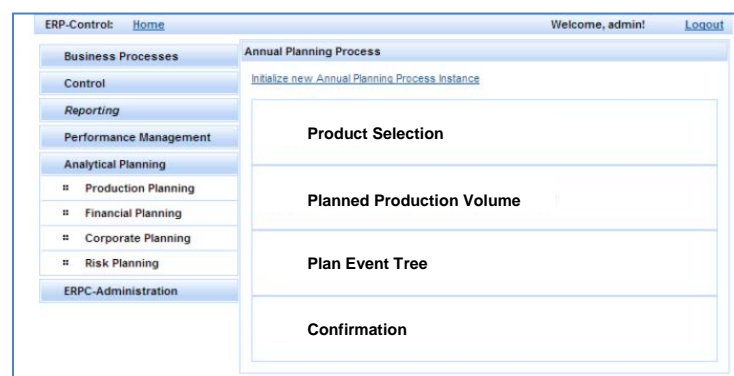 ERP-Control: Home Welcome, admin! Logout
Business Processes
Control
Reporting
Performance Management
Analytical Planning
Production Planning
Financial Planning
Corporate Planning
Risk Planning
ERPC-Administration
Annual Planning Process
Initialize new Annual Planning Process Instance
Product Selection
Planned Production Volume
Plan Event Tree
Confirmation